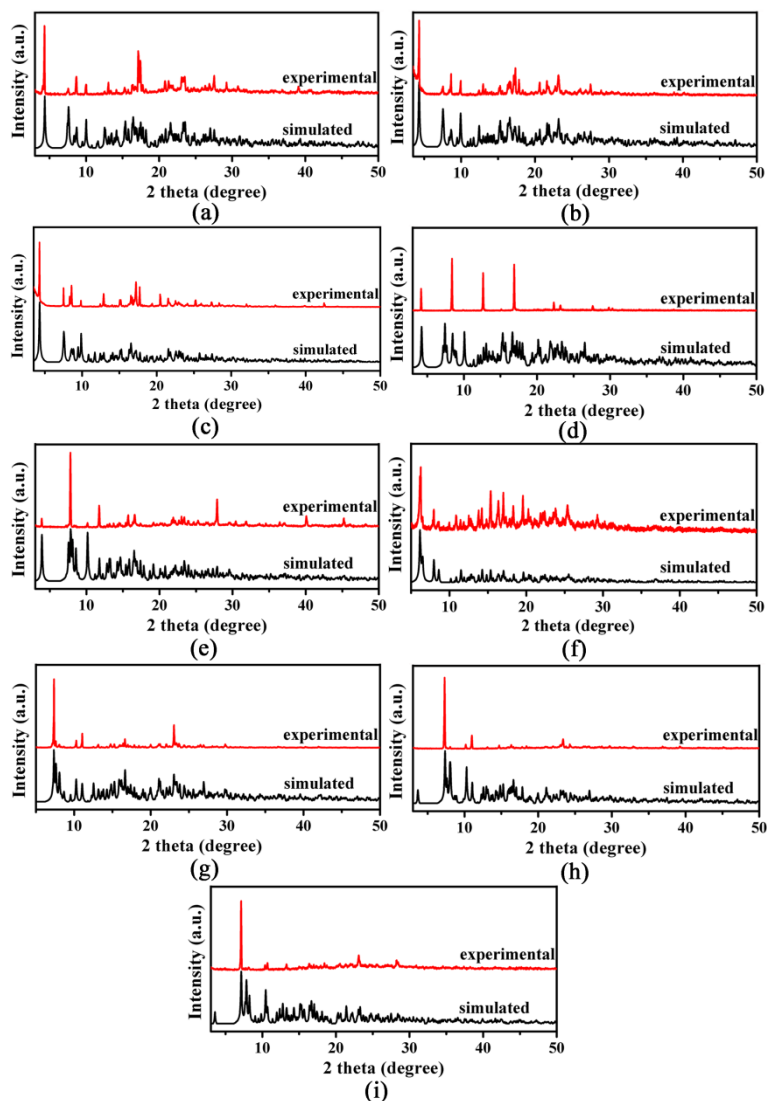 Intensity (a.u.)
experimental
simulated
10 20 30 40 50
2 theta (degree)
(a)
Intensity (a.u.)
experimental
simulated
10 20 30 40 50
2 theta (degree)
(b)
Intensity (a.u.)
experimental
simulated
10 20 30 40 50
2 theta (degree)
(c)
Intensity (a.u.)
experimental
simulated
10 20 30 40 50
2 theta (degree)
(d)
Intensity (a.u.)
experimental
simulated
10 20 30 40 50
2 theta (degree)
(e)
Intensity (a.u.)
experimental
simulated
5 10 15 20 25 30 35 40 45 50
2 theta (degree)
(f)
Intensity (a.u.)
experimental
simulated
10 20 30 40 50
2 theta (degree)
(g)
Intensity (a.u.)
experimental
simulated
10 20 30 40 50
2 theta (degree)
(h)
Intensity (a.u.)
experimental
simulated
10 20 30 40 50
2 theta (degree)
(i)